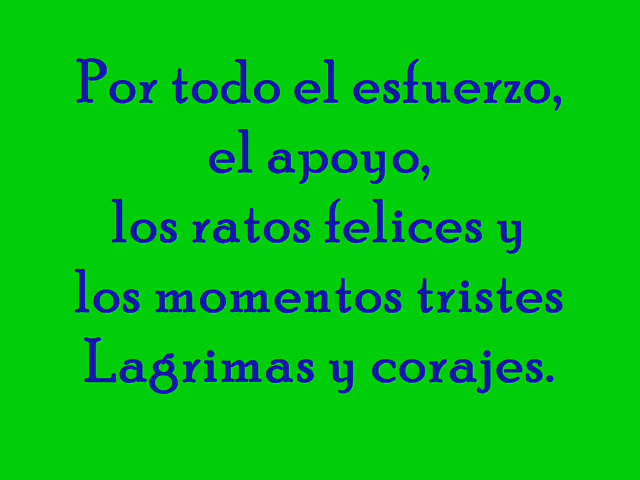 Por todo el esfuerzo,
el apoyo,
los ratos felices y
los momentos tristes
Lagrimas y corajes.